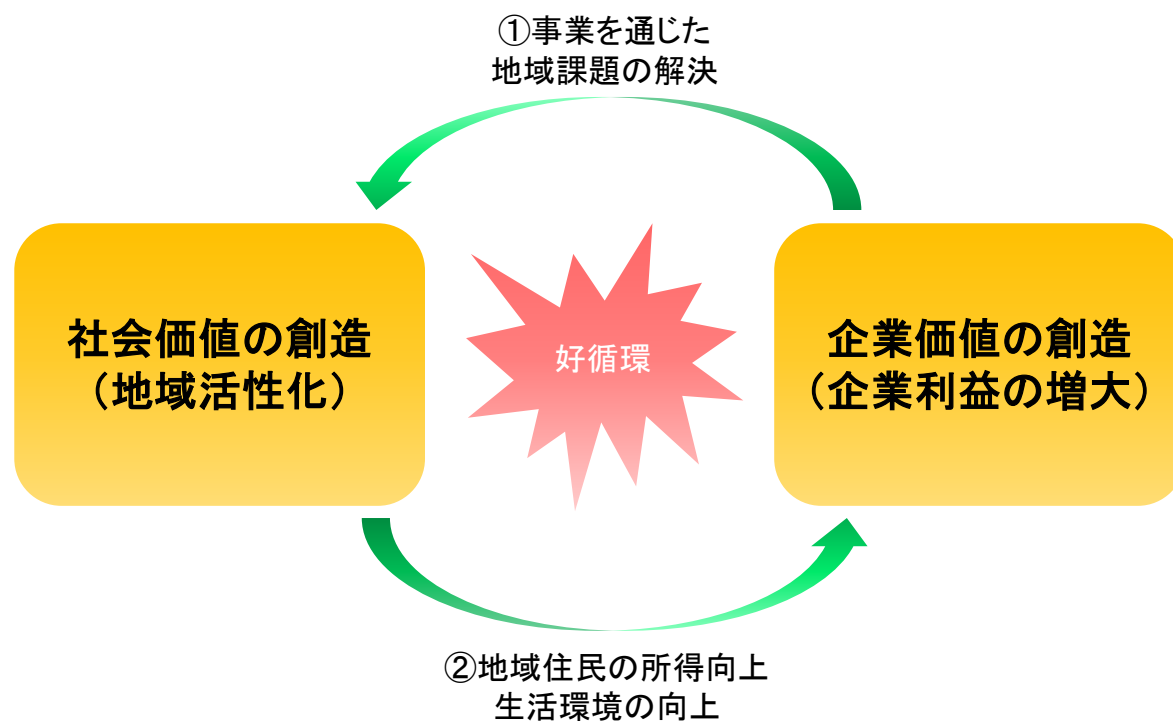 ①事業を通じた
地域課題の解決
社会価値の創造
（地域活性化）
好循環
企業価値の創造
（企業利益の増大）
②地域住民の所得向上
生活環境の向上